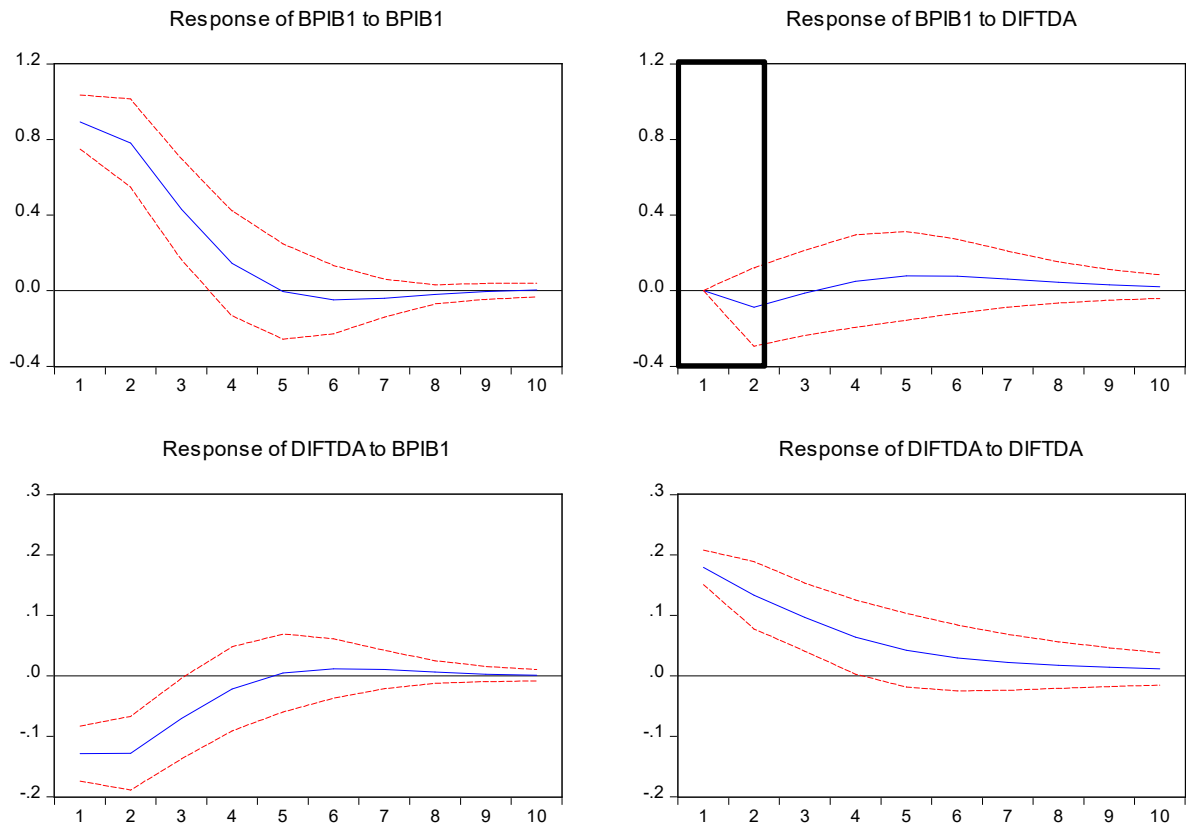 Response of BPIB1 to BPIB1
1.2
0.8
0.4
0.0
-0.4
1 2 3 4 5 6 7 8 9 10
Response of BPIB1 to DIFTDA
1.2
0.8
0.4
0.0
-0.4
1 2 3 4 5 6 7 8 9 10
Response of DIFTDA to BPIB1
.3
.2
.1
.0
-.1
-.2
1 2 3 4 5 6 7 8 9 10
Response of DIFTDA to DIFTDA
.3
.2
.1
.0
-.1
-.2
1 2 3 4 5 6 7 8 9 10